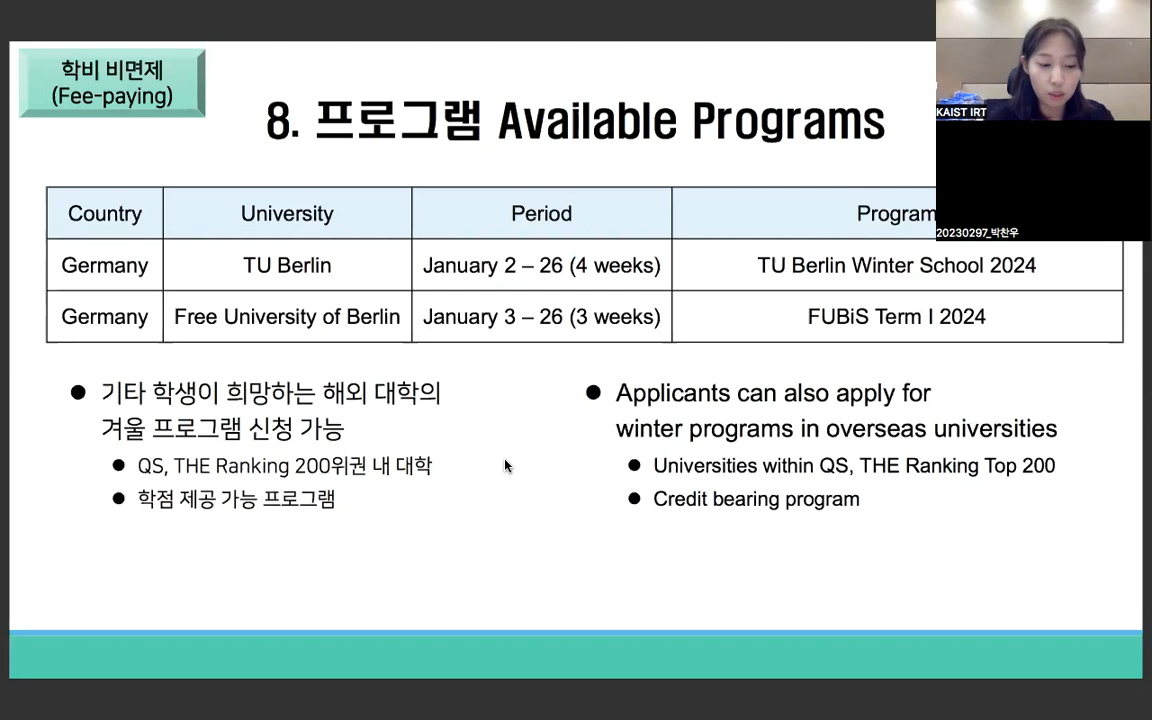 학비 비면제
(Fee-paying)
8. 프로그램 Available Programs
KAIST IRT
20230297_박찬우
Country University Period Program
Germany TU Berlin January 2 – 26 (4 weeks) TU Berlin Winter School 2024
Germany Free University of Berlin January 3 – 26 (3 weeks) FUBiS Term I 2024
● 기타 학생이 희망하는 해외 대학의
겨울 프로그램 신청 가능
● QS, THE Ranking 200위권 내 대학
● 학점 제공 가능 프로그램
● Applicants can also apply for
winter programs in overseas universities
● Universities within QS, THE Ranking Top 200
● Credit bearing program